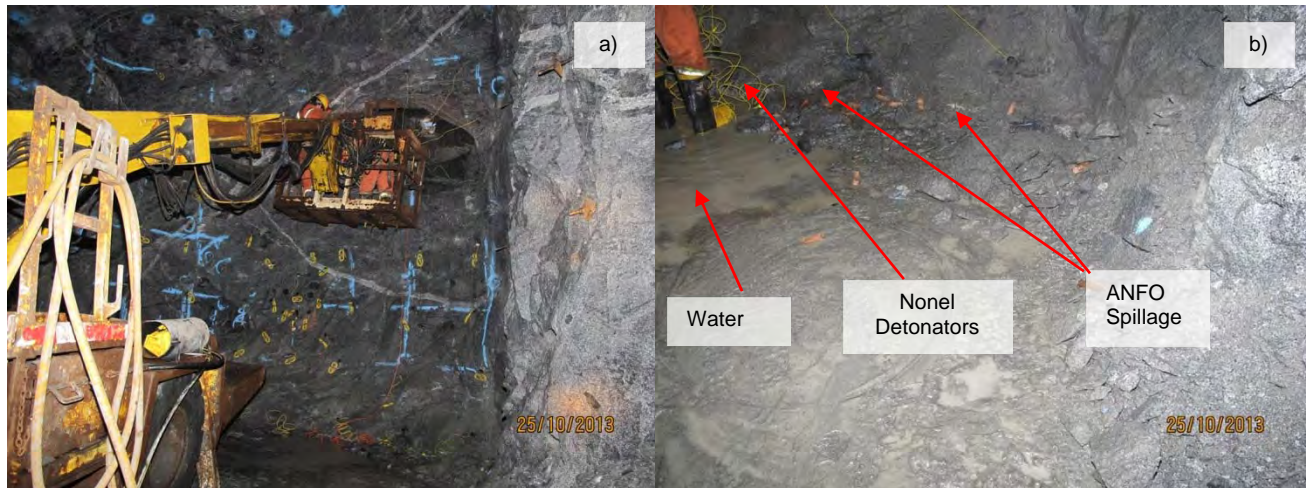 a)
25/10/2013
b)
Water
Nonel
Detonators
ANFO
Spillage
25/10/2013